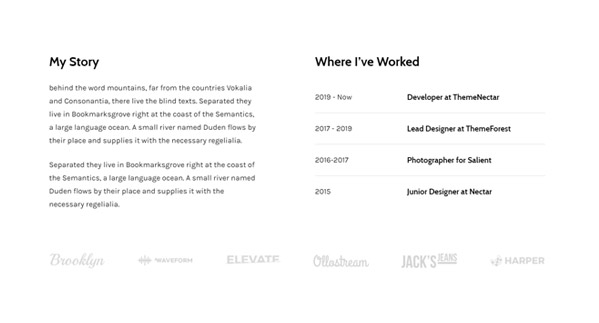 My Story
behind the word mountains, far from the countries Vokalia
and Consonantia, there live the blind texts. Separated they
live in Bookmarksgrove right at the coast of the Semantics,
a large language ocean. A small river named Duden flows by
their place and supplies it with the necessary regelialia.
Separated they live in Bookmarksgrove right at the coast of
the Semantics, a large language ocean. A small river named
Duden flows by their place and supplies it with the
necessary regelialia.
Where I've Worked
2019 - Now Developer at ThemeNectar
2017 - 2019 Lead Designer at ThemeForest
2016-2017 Photographer for Salient
2015 Junior Designer at Nectar
Brooklyn WAVEFORM ELEVATE Ollostream JACK'S JEANS HARPER